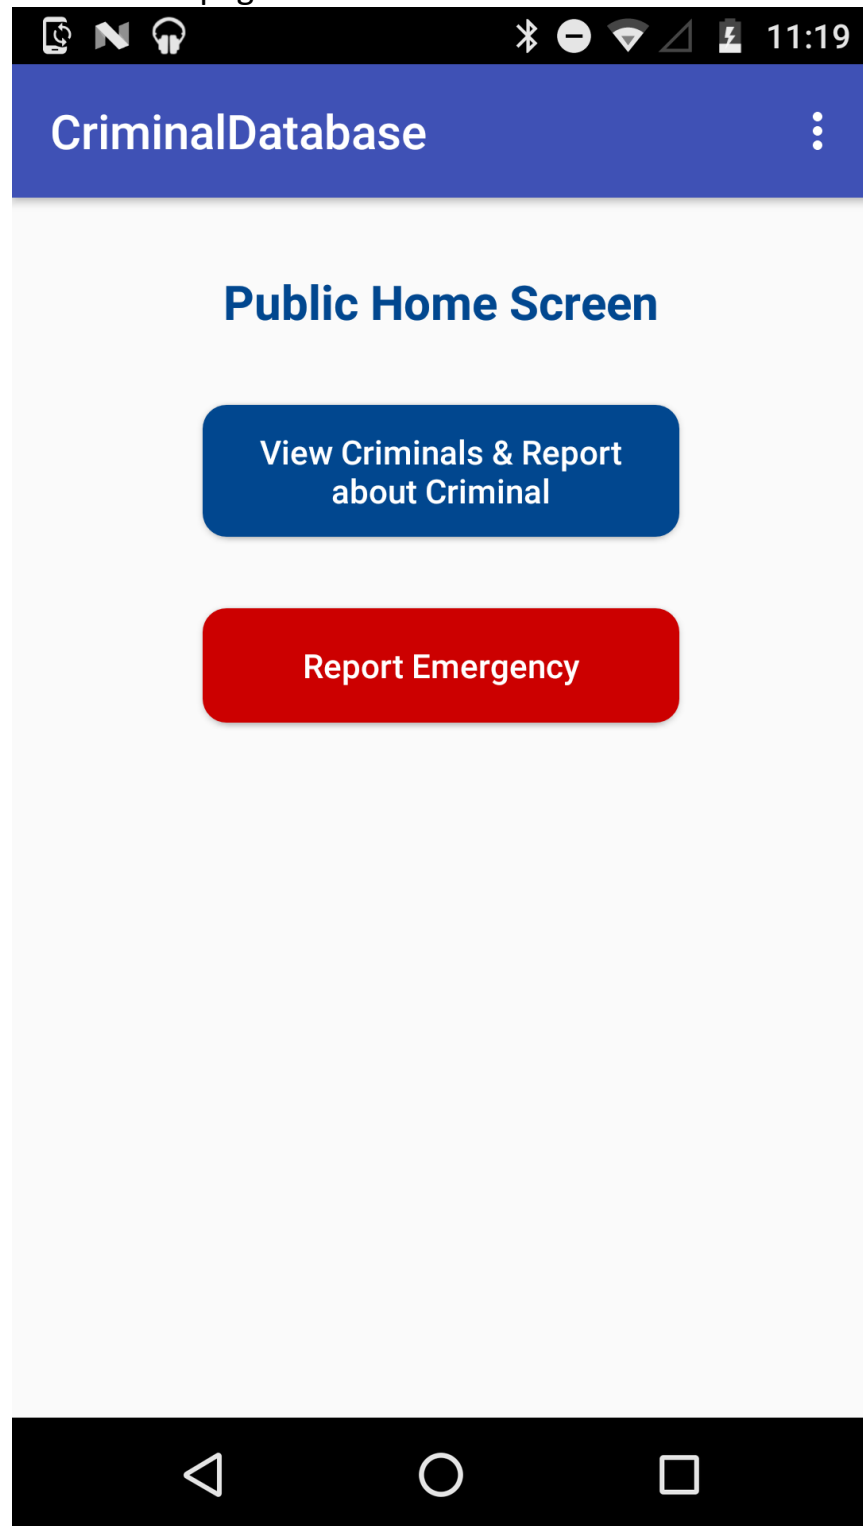 11:19
CriminalDatabase
Public Home Screen
View Criminals & Report
about Criminal
Report Emergency